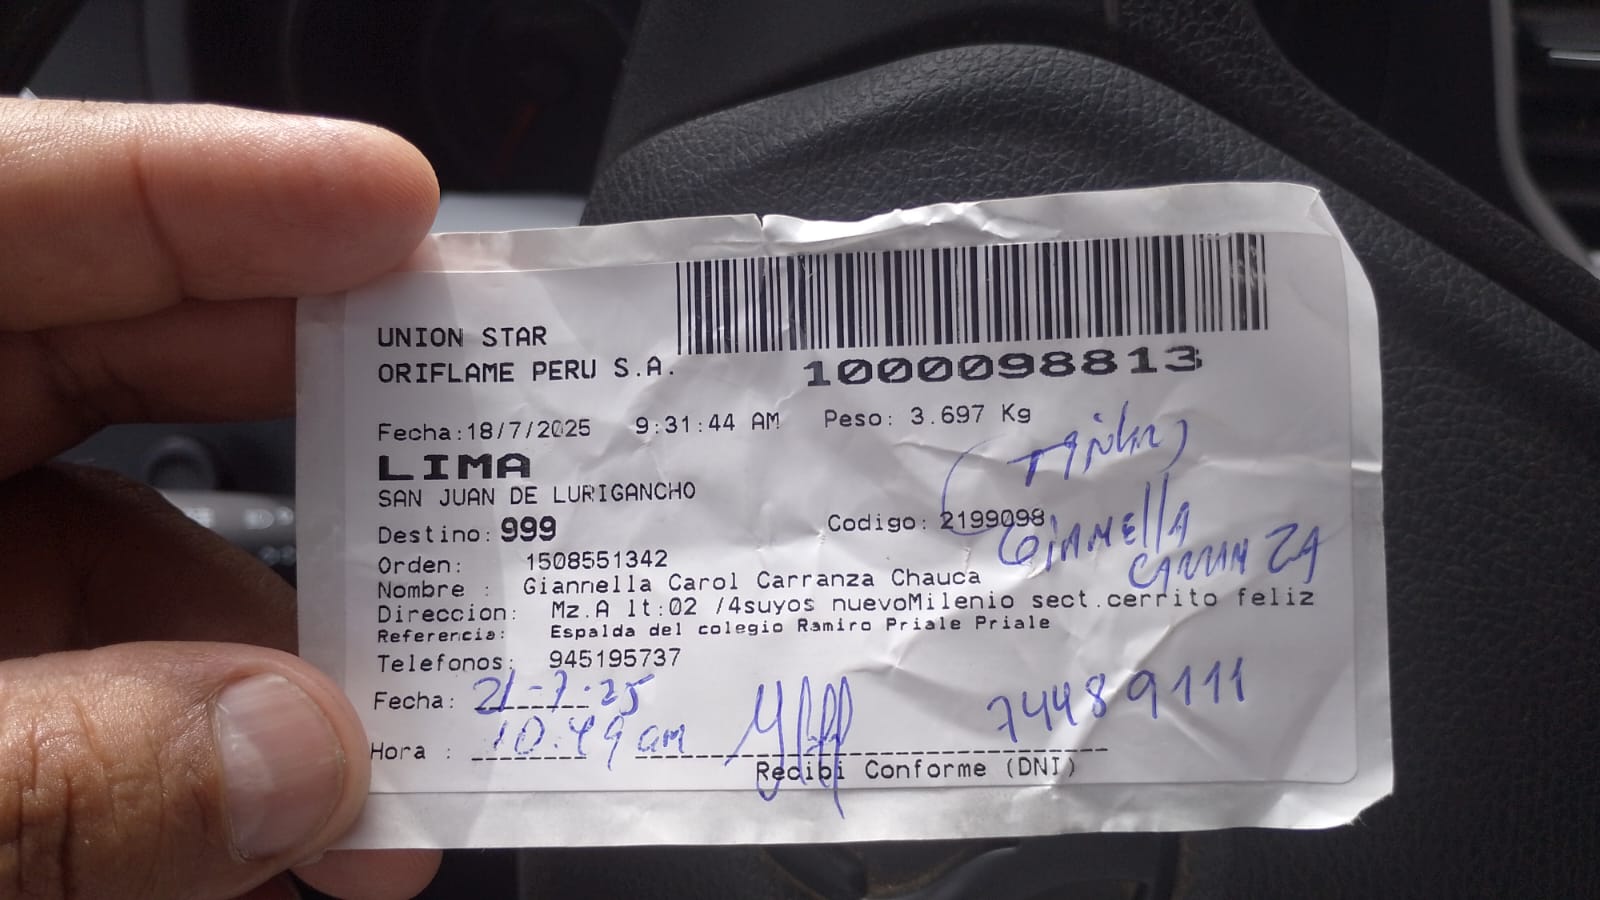 UNION STAR
ORIFLAME PERU S.A.
1000098813
Fecha:18/7/2025 9:31:44 AM Peso: 3.697 Kg
LIMA
SAN JUAN DE LURIGANCHO
Destino: 999 Codigo: 2199098
GIANNELLA
CARRANZA
Orden: 1508551342
Nombre : Giannella Carol Carranza Chauca
Direccion: Mz.A lt:02 /4suyos nuevoMilenio sect.cerrito feliz
Referencia: Espalda del colegio Ramiro Priale Priale
Telefonos: 945195737
Fecha: 21-7-25
Hora : 10:49 am 74489111
Recibi Conforme (DNI)